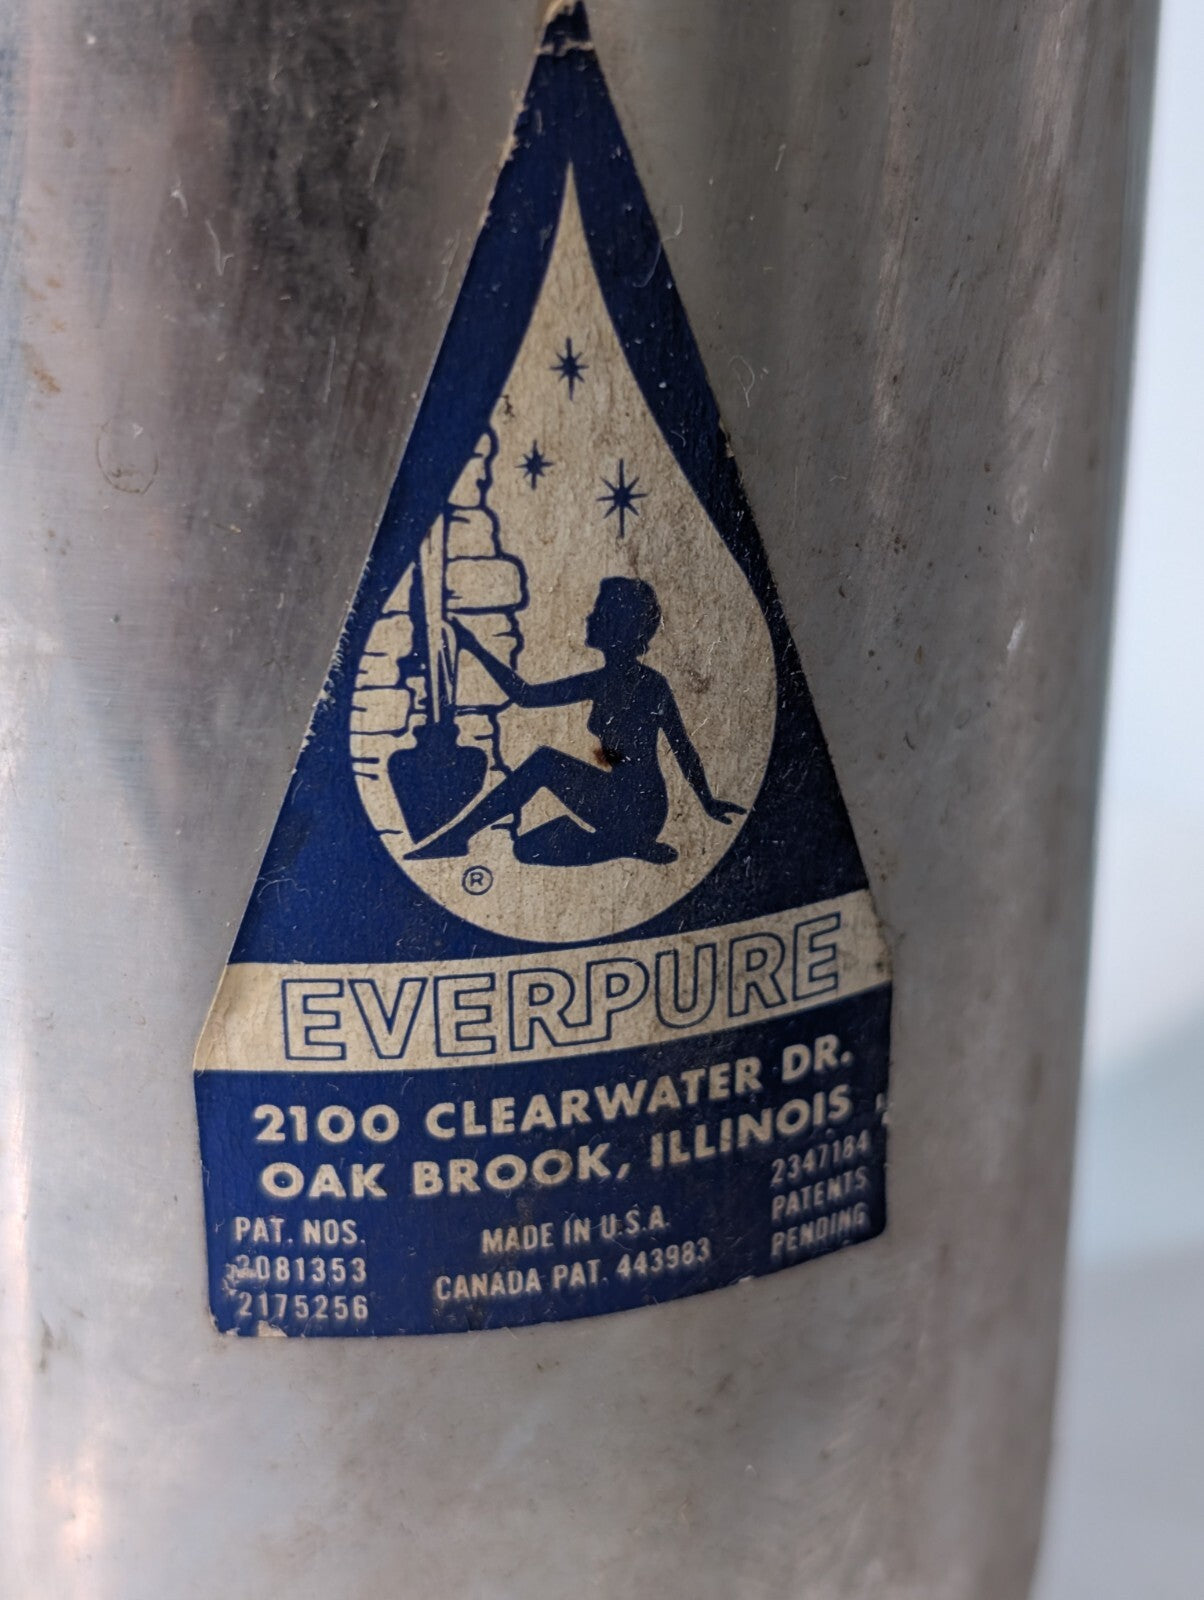 ®
EVERPURE
2100 CLEARWATER DR.
OAK BROOK, ILLINOIS
PAT. NOS.
2081353
2175256
MADE IN U.S.A.
CANADA PAT. 443983
2347184
PATENTS
PENDING